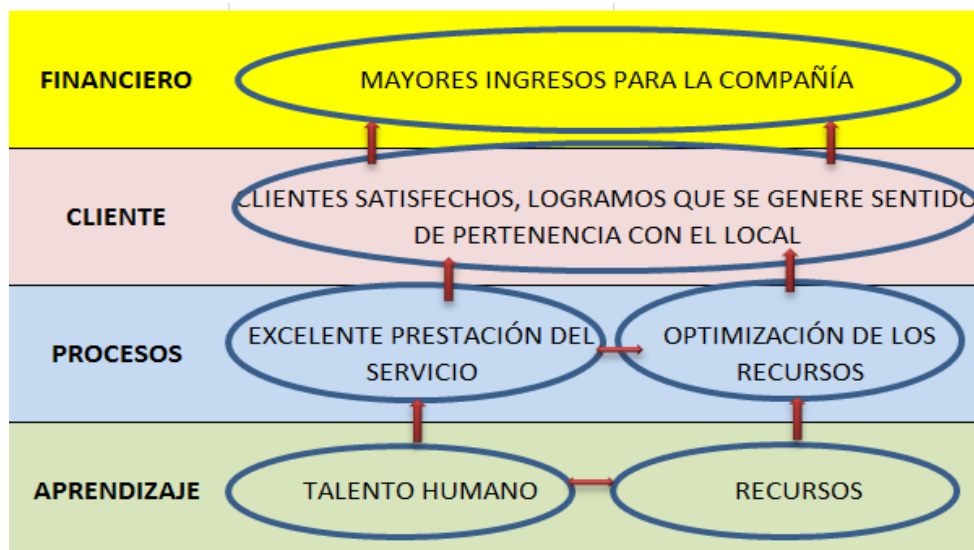 FINANCIERO
MAYORES INGRESOS PARA LA COMPAÑÍA
CLIENTE
CLIENTES SATISFECHOS, LOGRAMOS QUE SE GENERE SENTIDO
DE PERTENENCIA CON EL LOCAL
PROCESOS
EXCELENTE PRESTACIÓN DEL
SERVICIO
OPTIMIZACIÓN DE LOS
RECURSOS
APRENDIZAJE
TALENTO HUMANO
RECURSOS